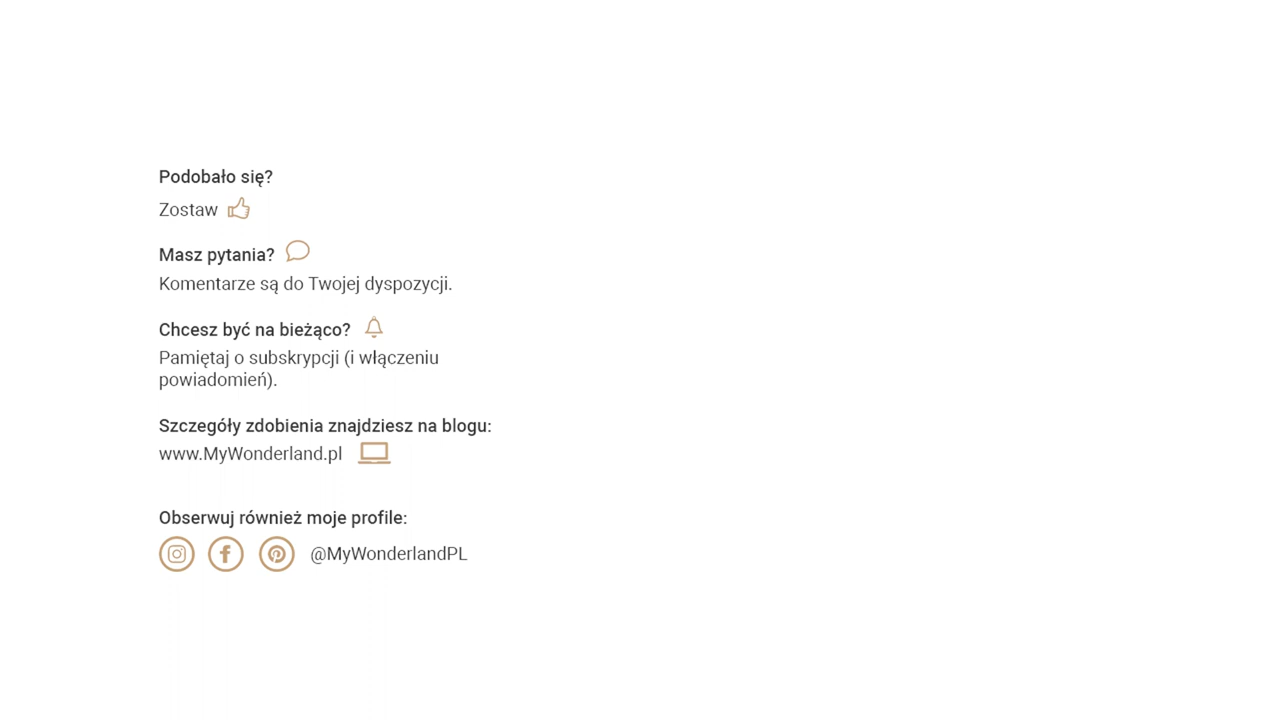 Podobało się?
Zostaw
Masz pytania?
Komentarze są do Twojej dyspozycji.
Chcesz być na bieżąco?
Pamiętaj o subskrypcji (i włączeniu
powiadomień).
Szczegóły zdobienia znajdziesz na blogu:
www.MyWonderland.pl
Obserwuj również moje profile:
@MyWonderlandPL